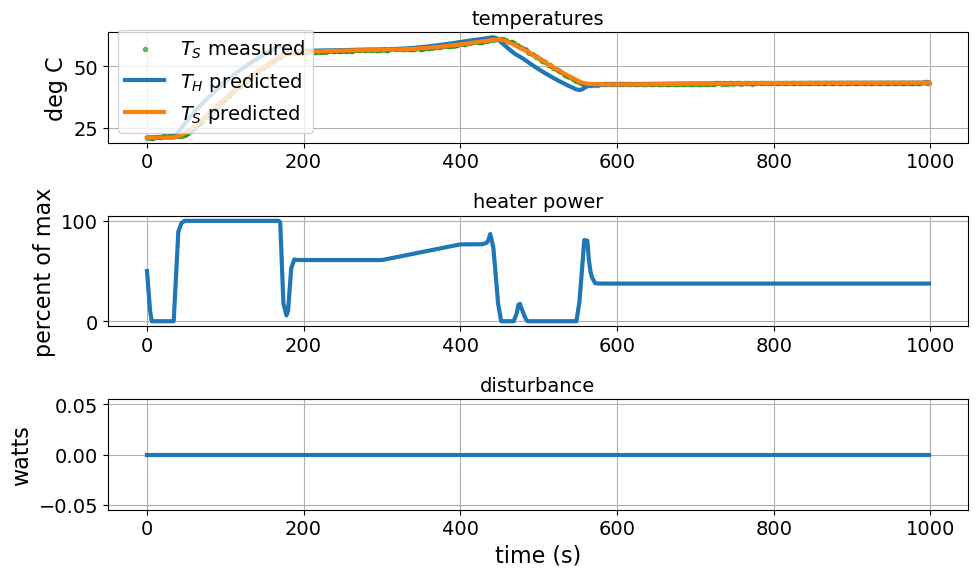 temperatures
deg C
50
25
T_S measured
T_H predicted
T_S predicted
0 200 400 600 800 1000
heater power
percent of max
100
0
0 200 400 600 800 1000
disturbance
watts
0.05
0.00
−0.05
0 200 400 600 800 1000
time (s)